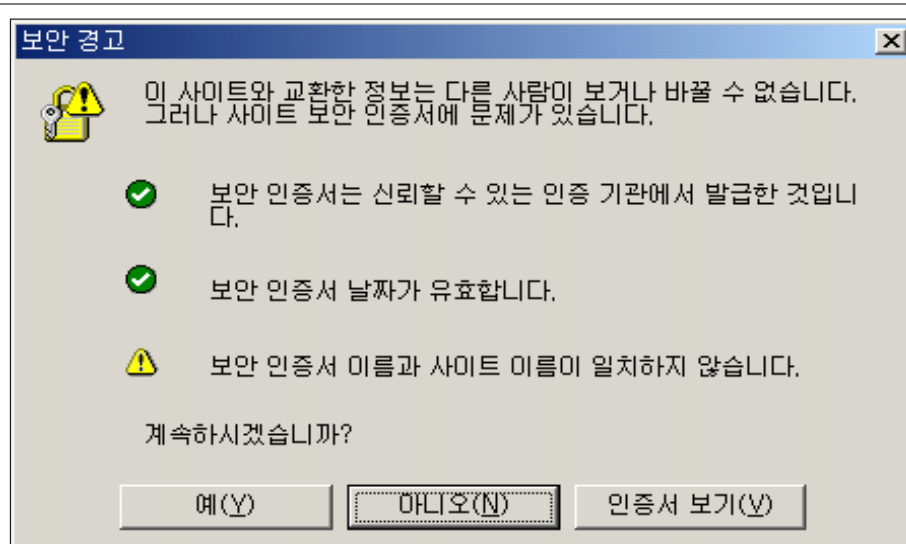 보안 경고
이 사이트와 교환한 정보는 다른 사람이 보거나 바꿀 수 없습니다.
그러나 사이트 보안 인증서에 문제가 있습니다.
보안 인증서는 신뢰할 수 있는 인증 기관에서 발급한 것입니
다.
보안 인증서 날짜가 유효합니다.
보안 인증서 이름과 사이트 이름이 일치하지 않습니다.
계속하시겠습니까?
예(Y)
아니오(N)
인증서 보기(V)